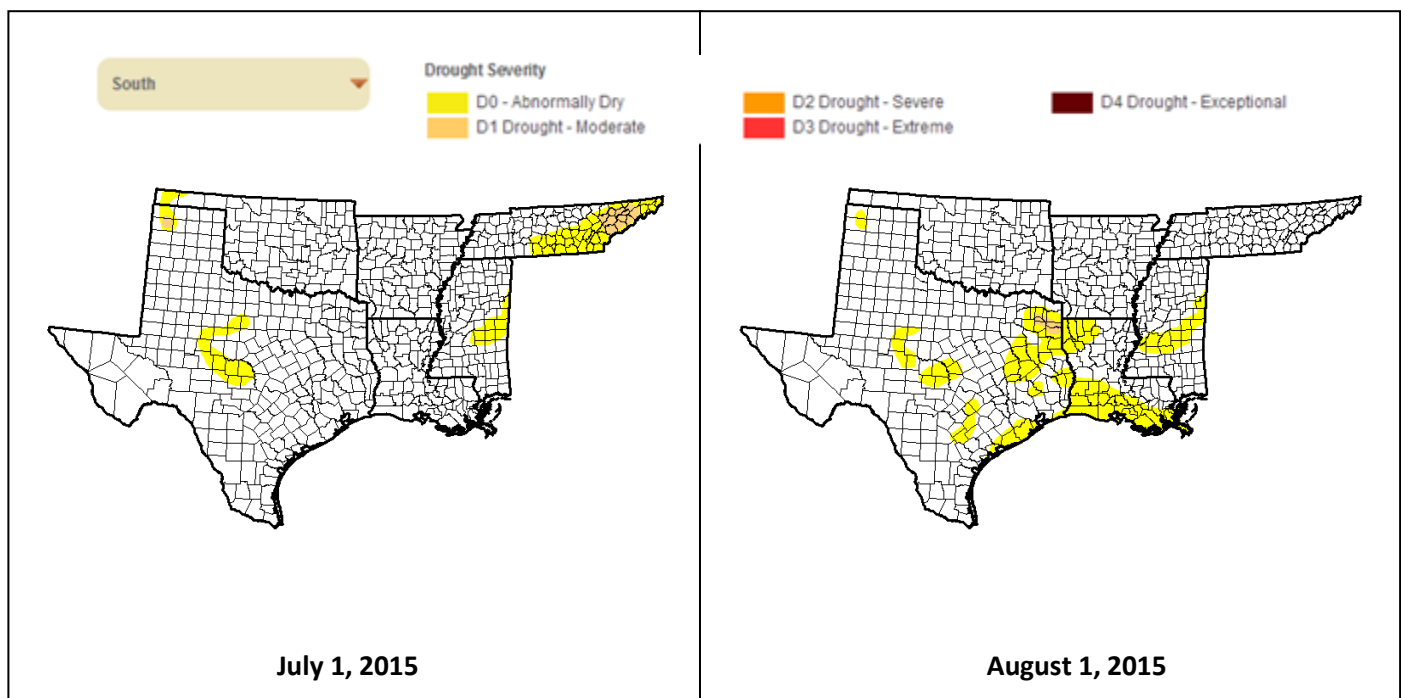 South
Drought Severity
D0 - Abnormally Dry
D1 Drought - Moderate
D2 Drought - Severe
D3 Drought - Extreme
D4 Drought - Exceptional
July 1, 2015
August 1, 2015